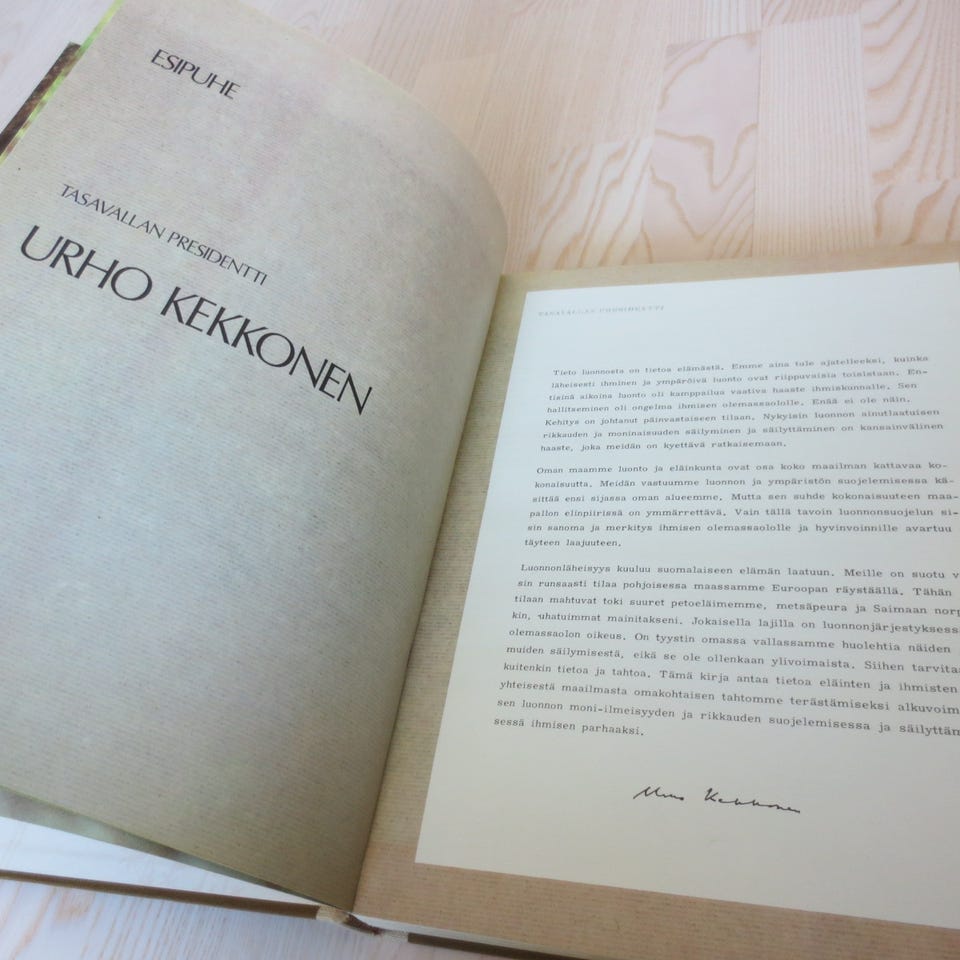 ESIPUHE
TASAVALLAN PRESIDENTTI
URHO KEKKONEN
TASAVALLAN PRESIDENTTI
Tieto luonnosta on tietoa elämästä. Emme aina tule ajatelleeksi, kuinka
läheisesti ihminen ja ympäröivä luonto ovat riippuvaisia toisistaan. En-
tisinä aikoina luonto oli kamppailua vaativa haaste ihmiskunnalle. Sen
hallitseminen oli ongelma ihmisen olemassaololle. Enää ei ole näin.
Kehitys on johtanut päinvastaiseen tilaan. Nykyisin luonnon ainutlaatuisen
rikkauden ja moninaisuuden säilyminen ja säilyttäminen on kansainvälinen
haaste, joka meidän on kyettävä ratkaisemaan.
Oman maamme luonto ja eläinkunta ovat osa koko maailman kattavaa ko-
konaisuutta. Meidän vastuumme luonnon ja ympäristön suojelemisessa kä-
sittää ensi sijassa oman alueemme. Mutta sen suhde kokonaisuuteen maa-
pallon elinpiirissä on ymmärrettävä. Vain tällä tavoin luonnonsuojelun si-
sin sanoma ja merkitys ihmisen olemassaololle ja hyvinvoinnille avartuu
täyteen laajuuteen.
Luonnonläheisyys kuuluu suomalaiseen elämän laatuun. Meille on suotu v
sin runsaasti tilaa pohjoisessa maassamme Euroopan räystäällä. Tähän
tilaan mahtuvat toki suuret petoeläimemme, metsäpeura ja Saimaan norp
kin, uhatuimmat mainitakseni. Jokaisella lajilla on luonnonjärjestyksess
olemassaolon oikeus. On tyystin omassa vallassamme huolehtia näiden
muiden säilymisestä, eikä se ole ollenkaan ylivoimaista. Siihen tarvita
kuitenkin tietoa ja tahtoa. Tämä kirja antaa tietoa eläinten ja ihmisten
yhteisestä maailmasta omakohtaisen tahtomme terästämiseksi alkuvoim
sen luonnon moni-ilmeisyyden ja rikkauden suojelemisessa ja säilyttäm
sessä ihmisen parhaaksi.
Urho Kekkonen